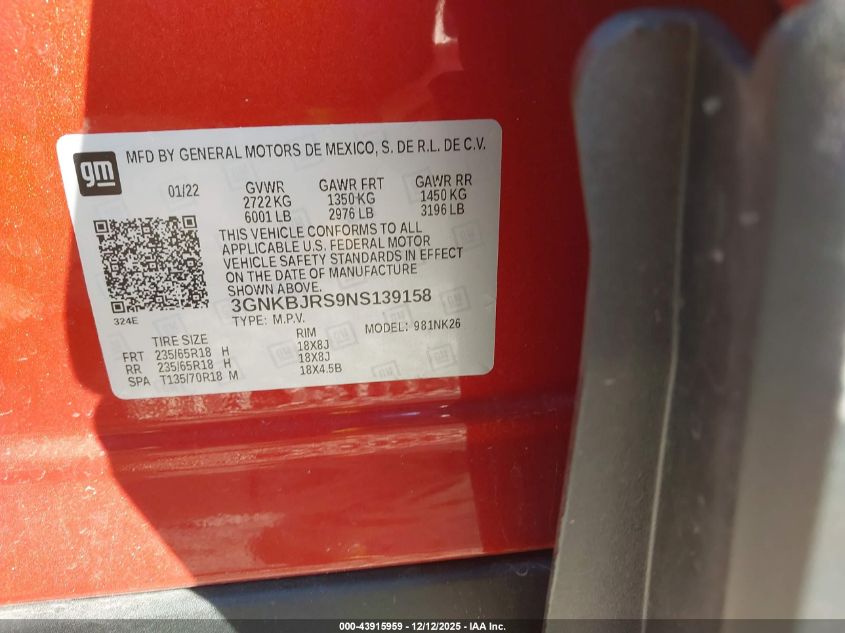 gm
MFD BY GENERAL MOTORS DE MEXICO, S. DE R.L. DE C.V.
01/22 GVWR GAWR FRT GAWR RR
2722 KG 1350 KG 1450 KG
6001 LB 2976 LB 3196 LB
THIS VEHICLE CONFORMS TO ALL
APPLICABLE U.S. FEDERAL MOTOR
VEHICLE SAFETY STANDARDS IN EFFECT
ON THE DATE OF MANUFACTURE
SHOWN ABOVE.
324E
3GNKBJRS9NS139158
TYPE: M.P.V. MODEL: 981NK26
TIRE SIZE RIM
FRT 235/65R18 H 18X8J
RR 235/65R18 H 18X8J
SPA T135/70R18 M 18X4.5B
000-43915959 - 12/12/2025 - IAA Inc.